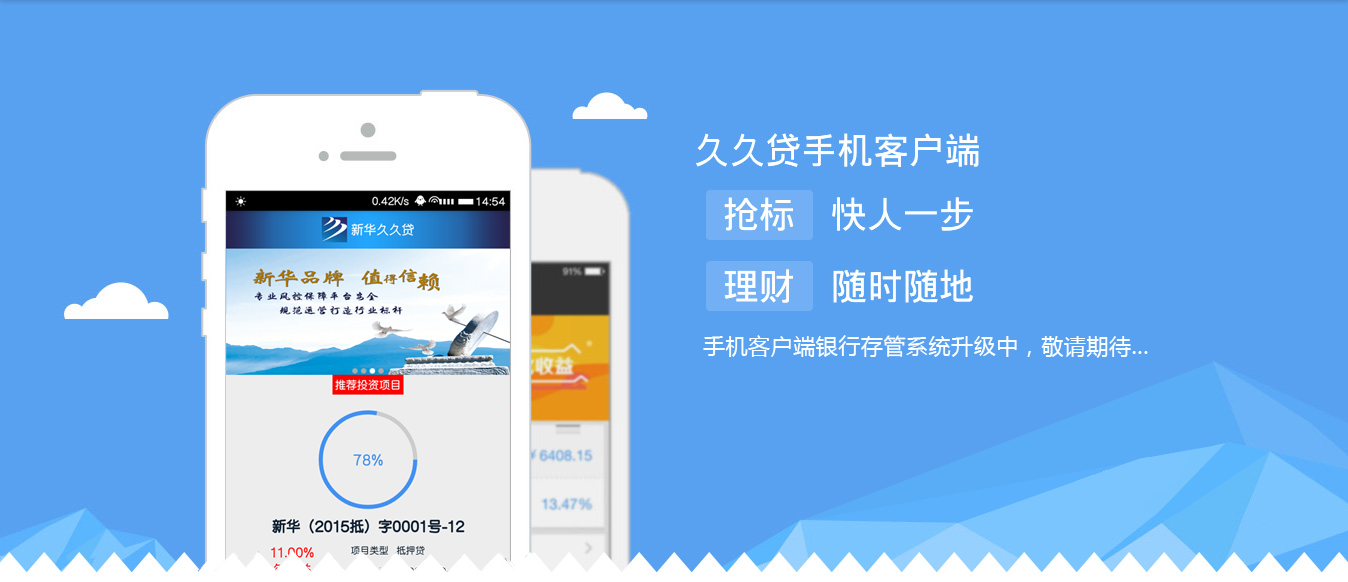 久久贷手机客户端
抢标 快人一步
理财 随时随地
手机客户端银行存管系统升级中，敬请期待...
0.42K/s 14:54
新华久久贷
新华品牌 值得信赖
专业风控保障平台安全
规范运营打造行业标杆
推荐投资项目
78%
新华（2015抵）字0001号-12
11.00% 项目类型 抵押贷
91%
收益
¥ 6408.15
13.47%